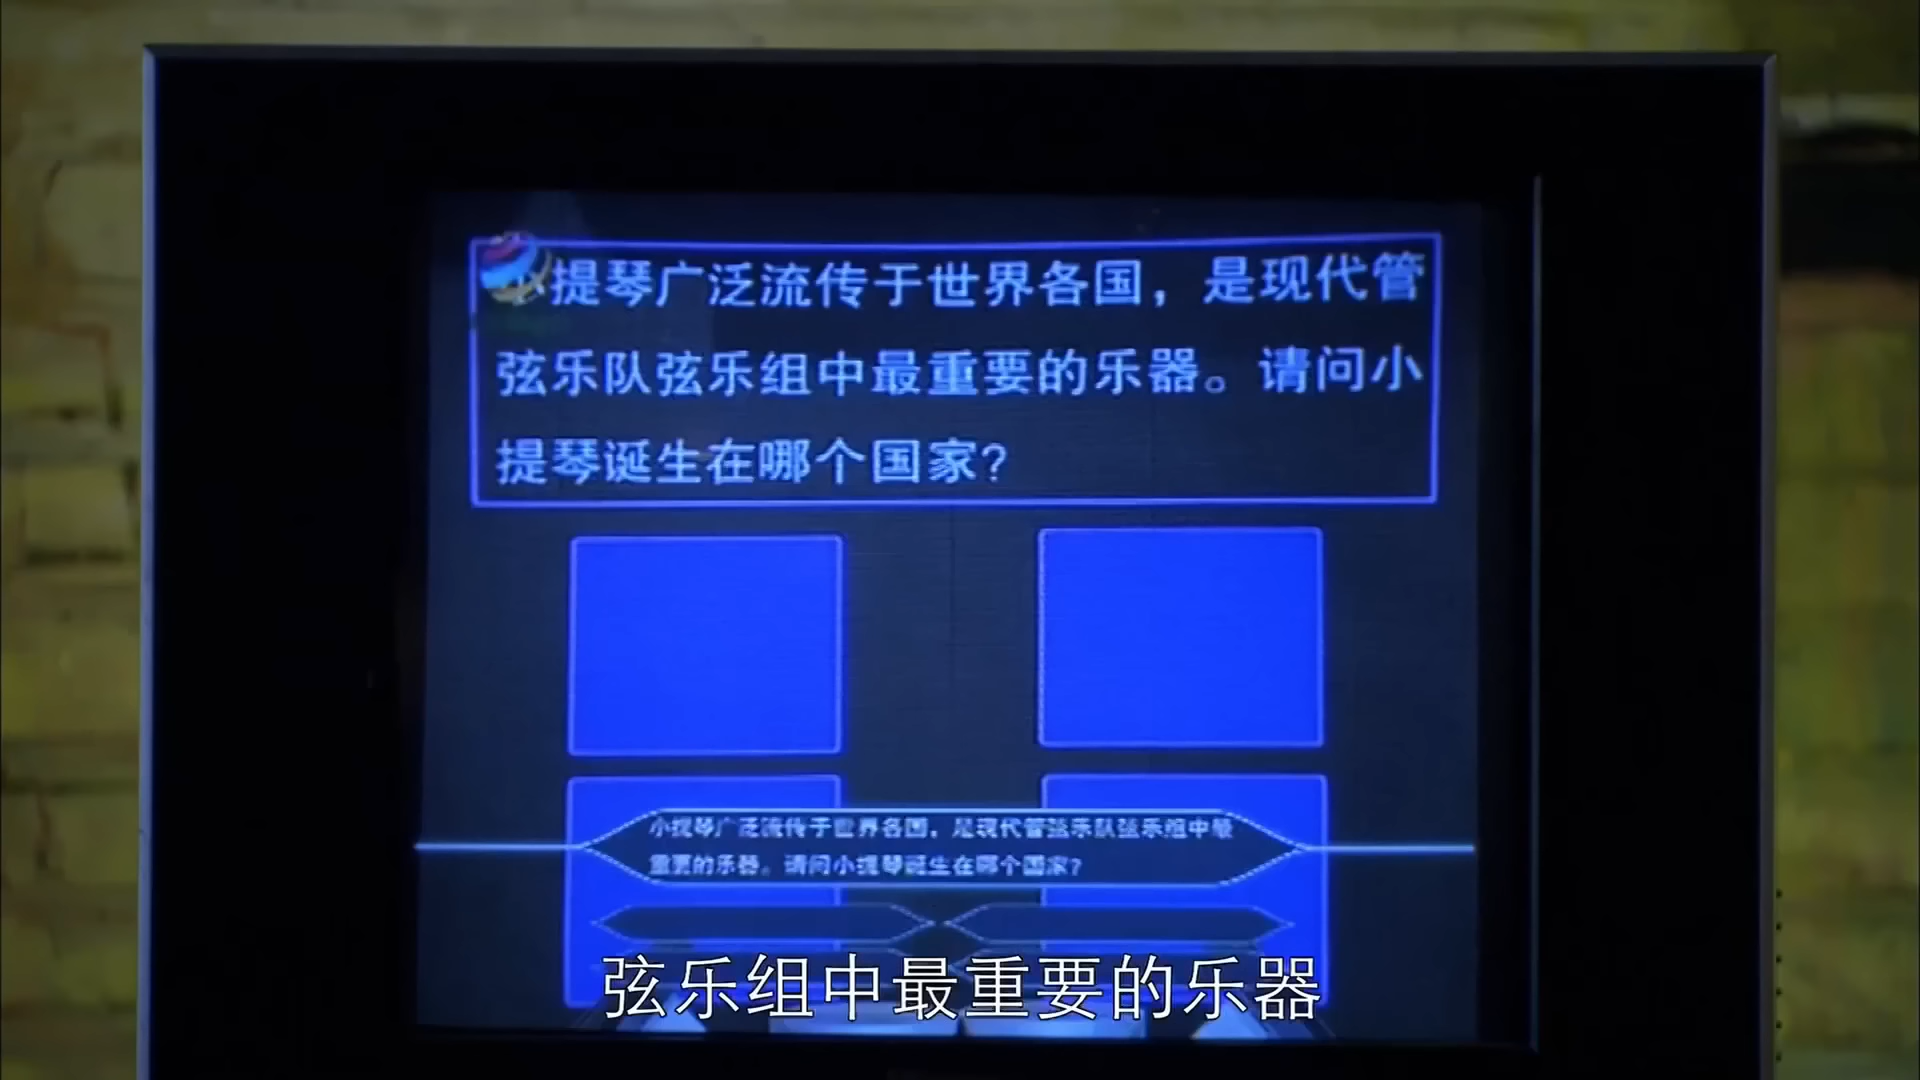 小提琴广泛流传于世界各国，是现代管
弦乐队弦乐组中最重要的乐器。请问小
提琴诞生在哪个国家?
小提琴广泛流传于世界各国，是现代管弦乐队弦乐组中最
重要的乐器。请问小提琴诞生在哪个国家?
弦乐组中最重要的乐器